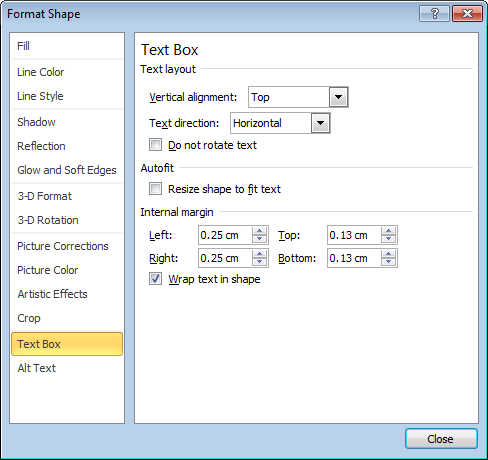 Format Shape
Fill
Line Color
Line Style
Shadow
Reflection
Glow and Soft Edges
3-D Format
3-D Rotation
Picture Corrections
Picture Color
Artistic Effects
Crop
Text Box
Alt Text
Text Box
Text layout
Vertical alignment: Top
Text direction: Horizontal
Do not rotate text
Autofit
Resize shape to fit text
Internal margin
Left: 0.25 cm Top: 0.13 cm
Right: 0.25 cm Bottom: 0.13 cm
Wrap text in shape
Close